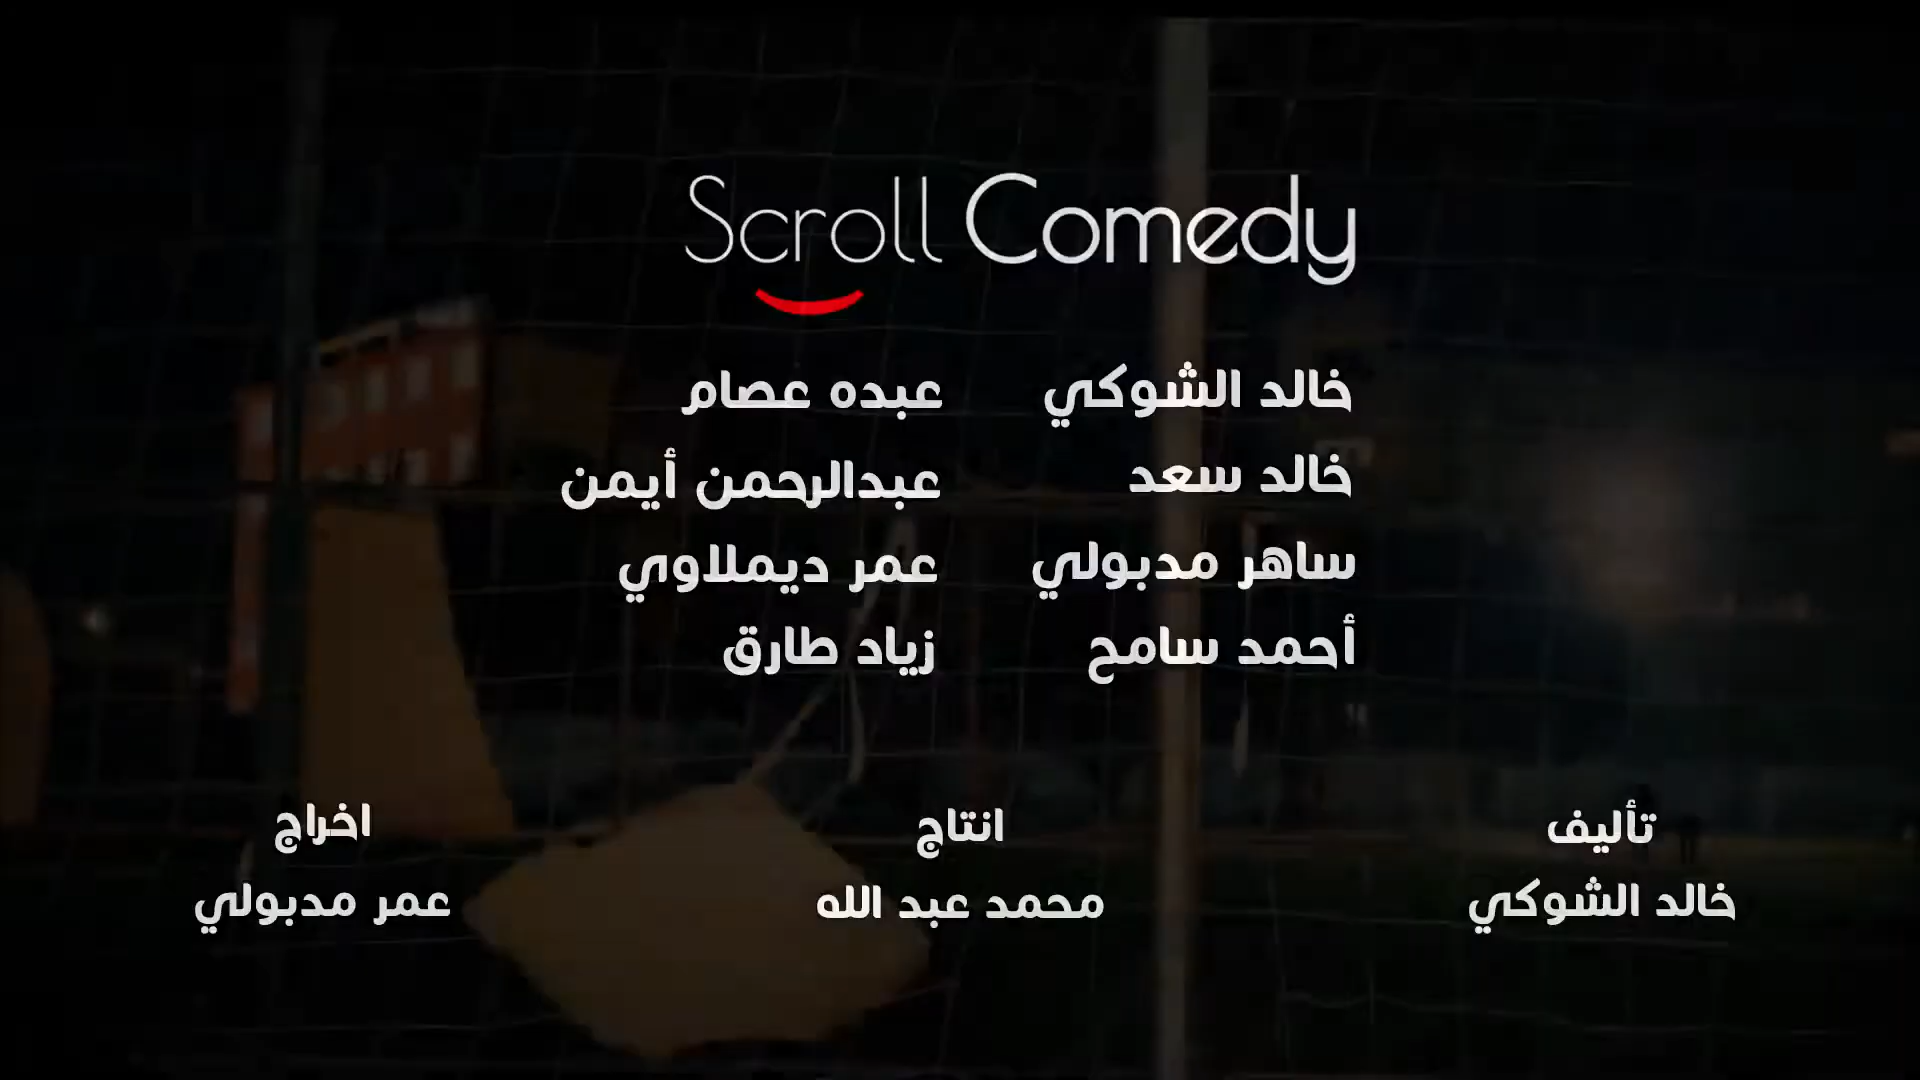 Scroll Comedy
خالد الشوكي
عبده عصام
خالد سعد
عبدالرحمن أيمن
ساهر مدبولي
عمر ديملاوي
أحمد سامح
زياد طارق
تأليف
انتاج
اخراج
خالد الشوكي
محمد عبد الله
عمر مدبولي